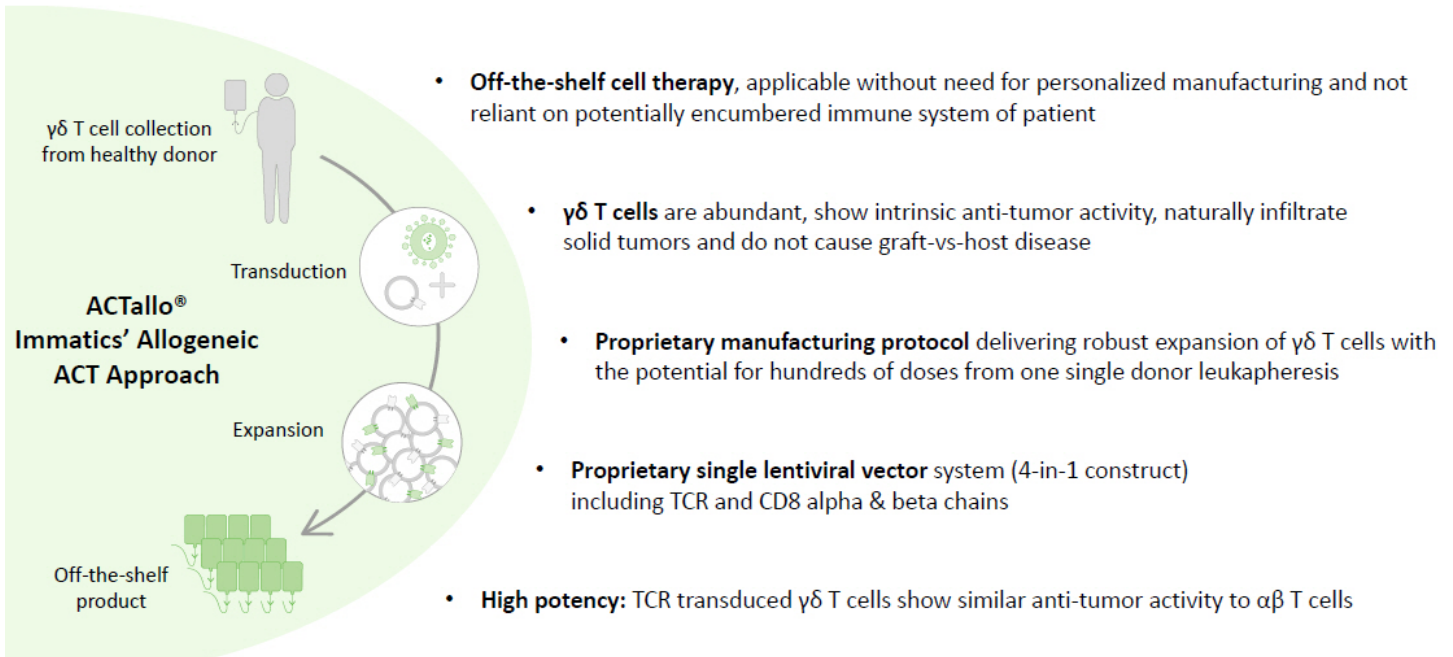 γδ T cell collection
from healthy donor
Transduction
ACTallo®
Immatics’ Allogeneic
ACT Approach
Expansion
Off-the-shelf
product
• Off-the-shelf cell therapy, applicable without need for personalized manufacturing and not
reliant on potentially encumbered immune system of patient
• γδ T cells are abundant, show intrinsic anti-tumor activity, naturally infiltrate
solid tumors and do not cause graft-vs-host disease
• Proprietary manufacturing protocol delivering robust expansion of γδ T cells with
the potential for hundreds of doses from one single donor leukapheresis
• Proprietary single lentiviral vector system (4-in-1 construct)
including TCR and CD8 alpha & beta chains
• High potency: TCR transduced γδ T cells show similar anti-tumor activity to αβ T cells